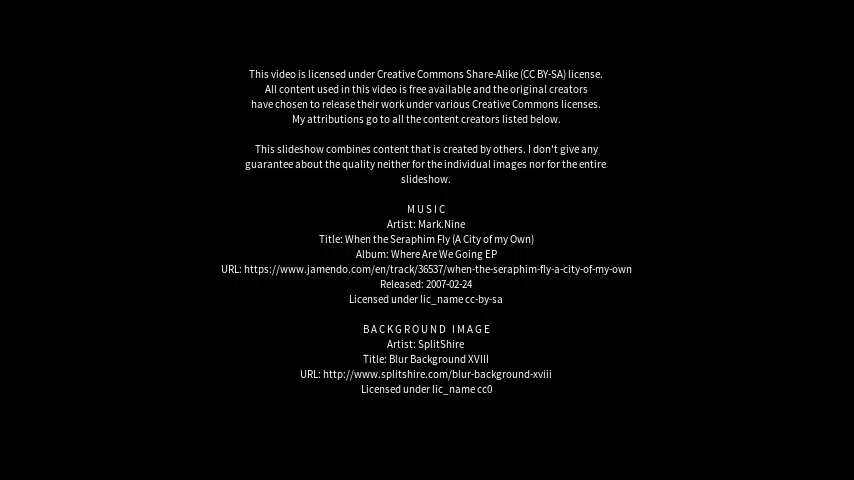 This video is licensed under Creative Commons Share-Alike (CC BY-SA) license.
All content used in this video is free available and the original creators
have chosen to release their work under various Creative Commons licenses.
My attributions go to all the content creators listed below.
This slideshow combines content that is created by others. I don't give any
guarantee about the quality neither for the individual images nor for the entire
slideshow.
MUSIC
Artist: Mark.Nine
Title: When the Seraphim Fly (A City of my Own)
Album: Where Are We Going EP
URL: https://www.jamendo.com/en/track/36537/when-the-seraphim-fly-a-city-of-my-own
Released: 2007-02-24
Licensed under lic_name cc-by-sa
BACKGROUND IMAGE
Artist: SplitShire
Title: Blur Background XVIII
URL: http://www.splitshire.com/blur-background-xviii
Licensed under lic_name cc0